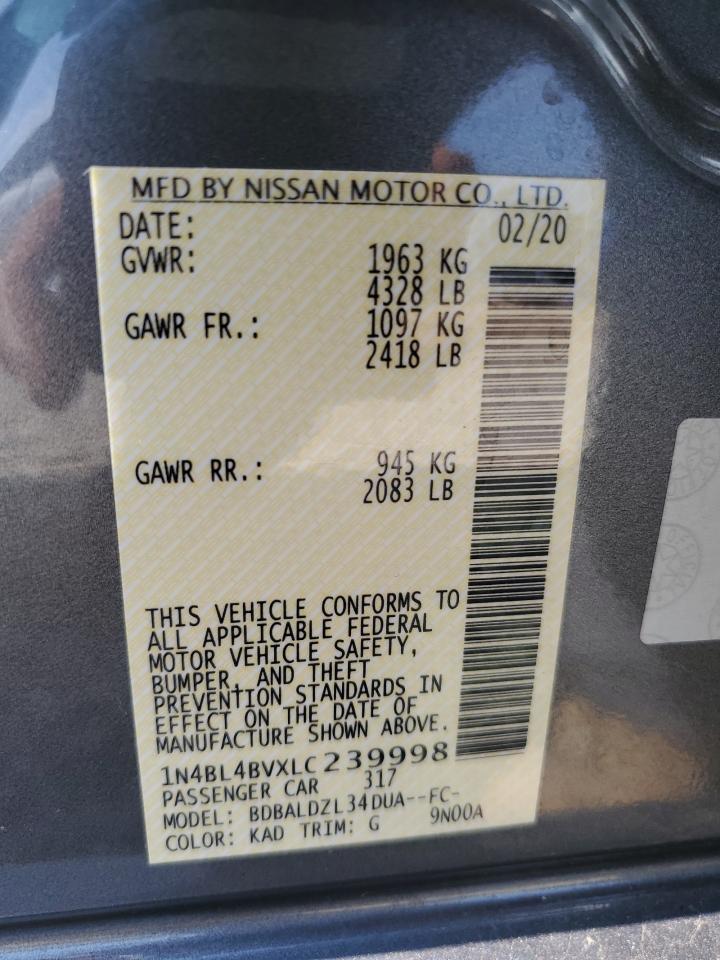 MFD BY NISSAN MOTOR CO., LTD.
DATE: 02/20
GVWR: 1963 KG
4328 LB
GAWR FR.: 1097 KG
2418 LB
GAWR RR.: 945 KG
2083 LB
THIS VEHICLE CONFORMS TO
ALL APPLICABLE FEDERAL
MOTOR VEHICLE SAFETY,
BUMPER, AND THEFT
PREVENTION STANDARDS IN
EFFECT ON THE DATE OF
MANUFACTURE SHOWN ABOVE.
1N4BL4BVXLC239998
PASSENGER CAR 317
MODEL: BDBALDZL34DUA--FC-
COLOR: KAD TRIM: G 9N00A